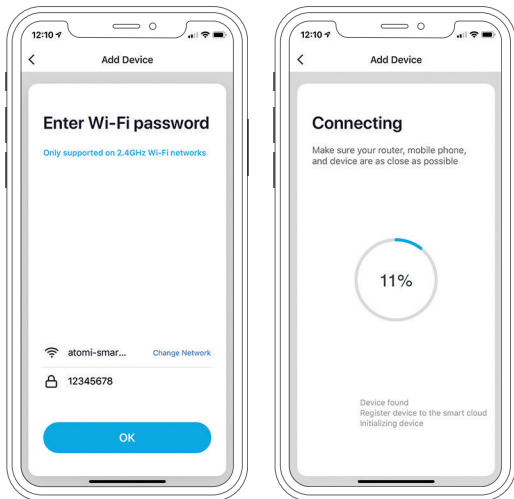 12:10
Add Device
Enter Wi-Fi password
Only supported on 2.4GHz Wi-Fi networks
atomi-smar... Change Network
12345678
OK
12:10
Add Device
Connecting
Make sure your router, mobile phone,
and device are as close as possible
11%
Device found
Register device to the smart cloud
Initializing device